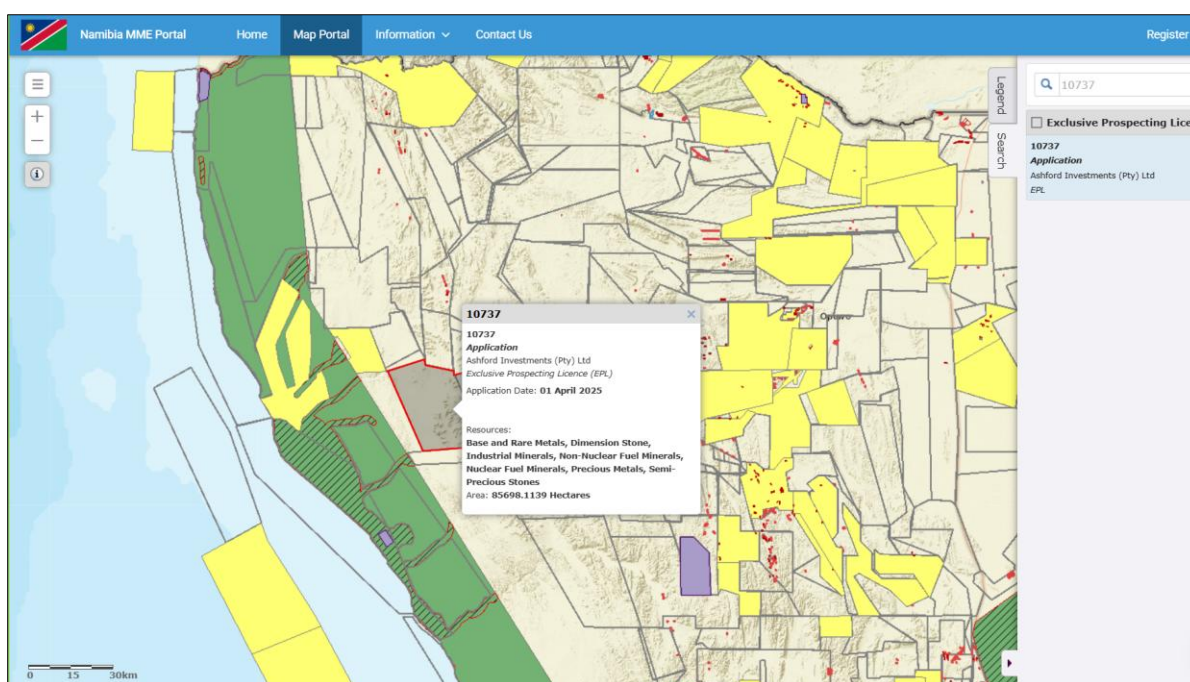 Namibia MME Portal
Home
Map Portal
Information
Contact Us
Register
Legend
Search
10737
Exclusive Prospecting Lice
10737
Application
Ashford Investments (Pty) Ltd
EPL
10737
10737
Application
Ashford Investments (Pty) Ltd
Exclusive Prospecting Licence (EPL)
Application Date: 01 April 2025
Resources:
Base and Rare Metals, Dimension Stone,
Industrial Minerals, Non-Nuclear Fuel Minerals,
Nuclear Fuel Minerals, Precious Metals, Semi-
Precious Stones
Area: 85698.1139 Hectares
0 15 30km